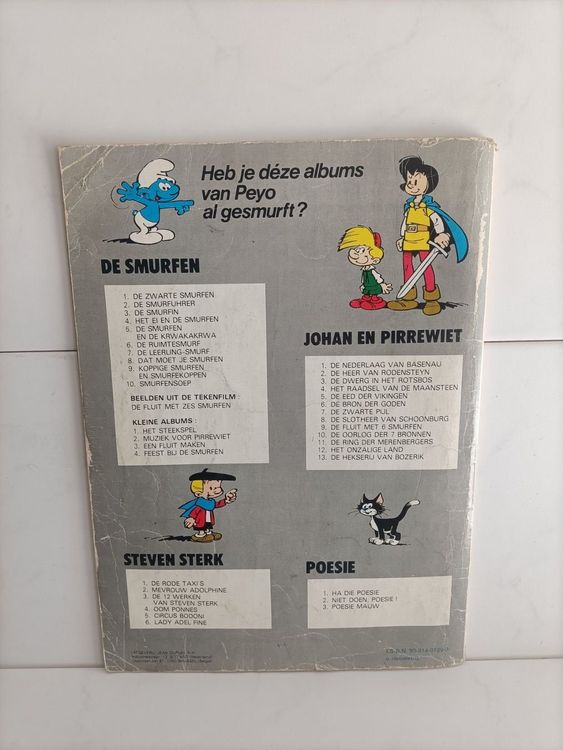 Heb je déze albums
van Peyo
al gesmurft?
DE SMURFEN
1. DE ZWARTE SMURFEN
2. DE SMURFUHRER
3. DE SMURFIN
4. HET EI EN DE SMURFEN
5. DE SMURFEN
EN DE KRWAKAKRWA
6. DE RUIMTESMURF
7. DE LEERLING-SMURF
8. DAT MOET JE SMURFEN
9. KOPPIGE SMURFEN
EN SMURFEKOPPEN
10. SMURFENSOEP
BEELDEN UIT DE TEKENFILM :
DE FLUIT MET ZES SMURFEN
KLEINE ALBUMS :
1. HET STEEKSPEL
2. MUZIEK VOOR PIRREWIET
3. EEN FLUIT MAKEN
4. FEEST BIJ DE SMURFEN
JOHAN EN PIRREWIET
1. DE NEDERLAAG VAN BASENAU
2. DE HEER VAN RODENSTEYN
3. DE DWERG IN HET ROTSBOS
4. HET RAADSEL VAN DE MAANSTEEN
5. DE EED DER VIKINGEN
6. DE BRON DER GODEN
7. DE ZWARTE PIJL
8. DE SLOTHEER VAN SCHOONBURG
9. DE FLUIT MET 6 SMURFEN
10. DE OORLOG DER 7 BRONNEN
11. DE RING DER MERENBERGERS
12. HET ONZALIGE LAND
13. DE HEKSERIJ VAN BOZERIK
STEVEN STERK
1. DE RODE TAXI'S
2. MEVROUW ADOLPHINE
3. DE 12 WERKEN
VAN STEVEN STERK
4. OOM PONNES
5. CIRCUS BODONI
6. LADY ADEL FINE
POESIE
1. HA DIE POESIE
2. NIET DOEN, POESIE !
3. POESIE MAUW